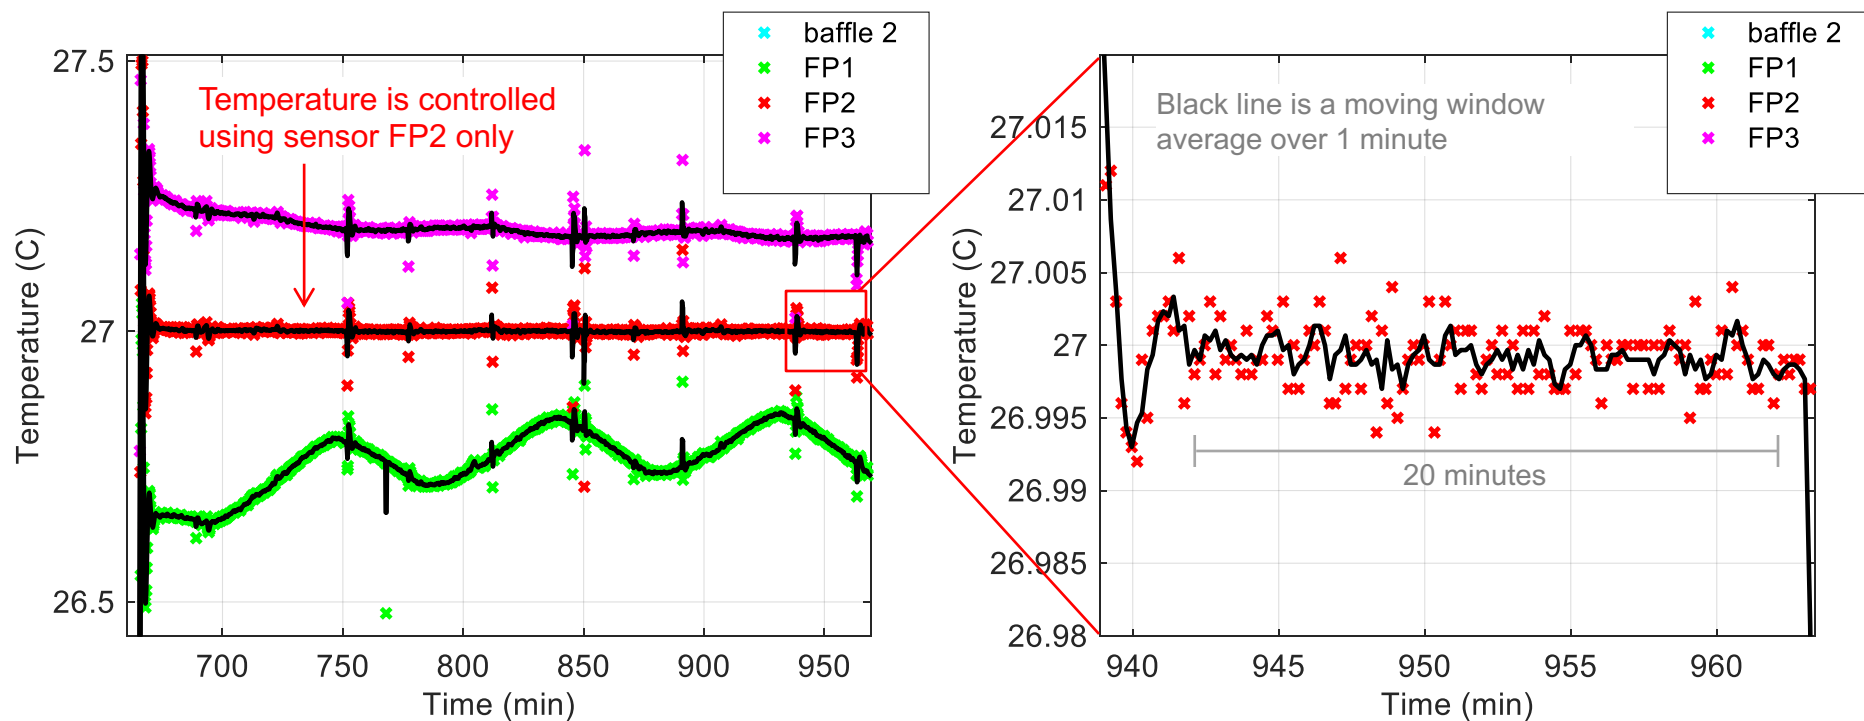 baffle 2
FP1
FP2
FP3
Temperature is controlled
using sensor FP2 only
27.5
27
26.5
Temperature (C)
700
750
800
850
900
950
Time (min)
baffle 2
FP1
FP2
FP3
Black line is a moving window
average over 1 minute
27.015
27.01
27.005
27
26.995
26.99
26.985
26.98
Temperature (C)
20 minutes
940
945
950
955
960
Time (min)